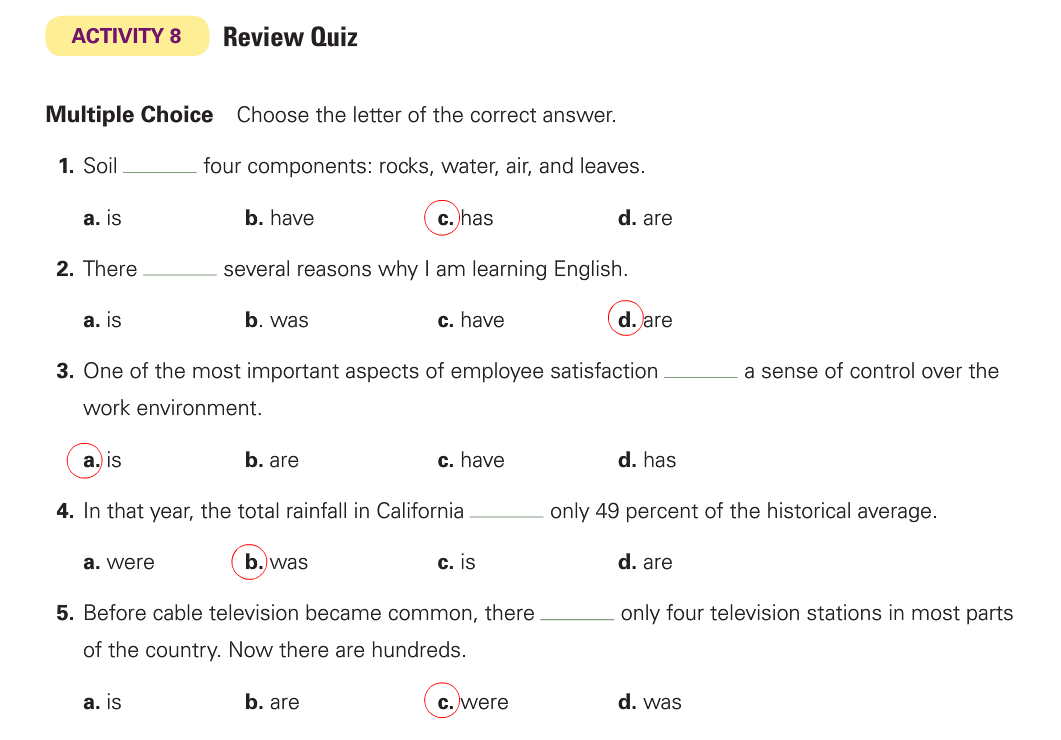 ACTIVITY 8 Review Quiz
Multiple Choice Choose the letter of the correct answer.
1. Soil ______ four components: rocks, water, air, and leaves.
a. is b. have c. has d. are
2. There ______ several reasons why I am learning English.
a. is b. was c. have d. are
3. One of the most important aspects of employee satisfaction ______ a sense of control over the
work environment.
a. is b. are c. have d. has
4. In that year, the total rainfall in California ______ only 49 percent of the historical average.
a. were b. was c. is d. are
5. Before cable television became common, there ______ only four television stations in most parts
of the country. Now there are hundreds.
a. is b. are c. were d. was